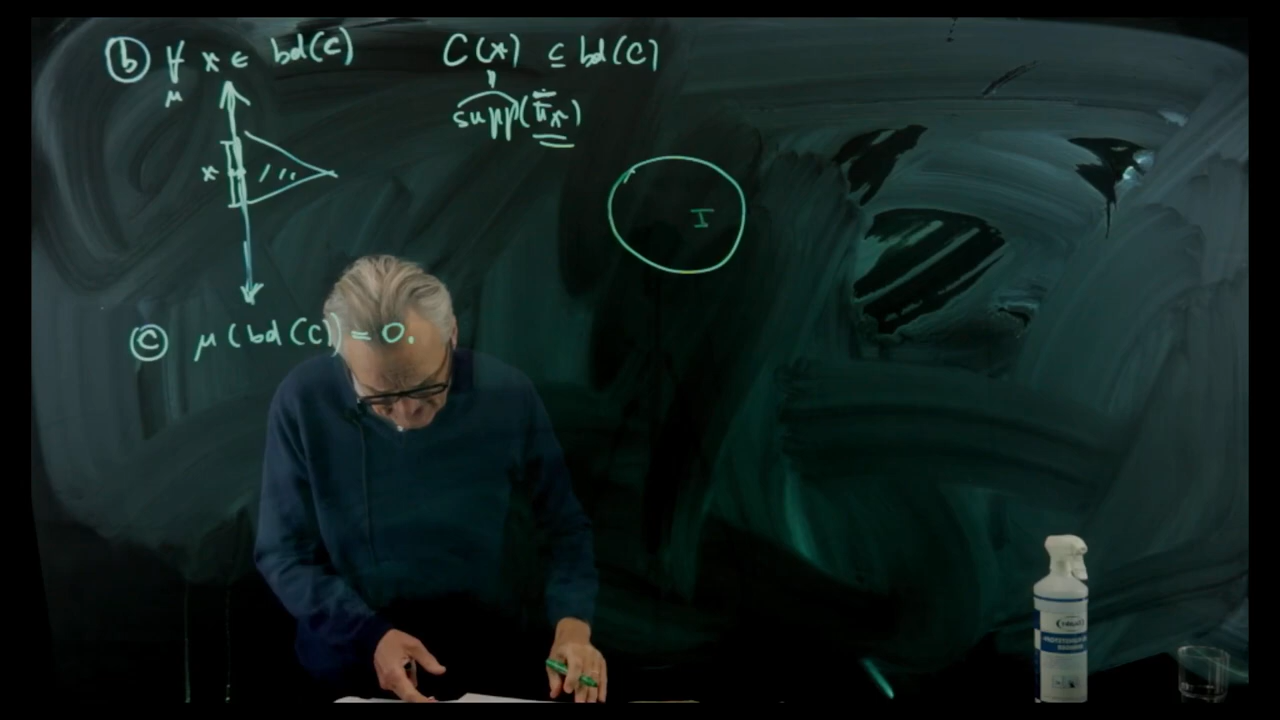 ⓑ ∀ x ∈ bd(C) C(x) ⊆ bd(C)
μ
supp(π̄x)
x
I
ⓒ μ(bd(C)) = 0.